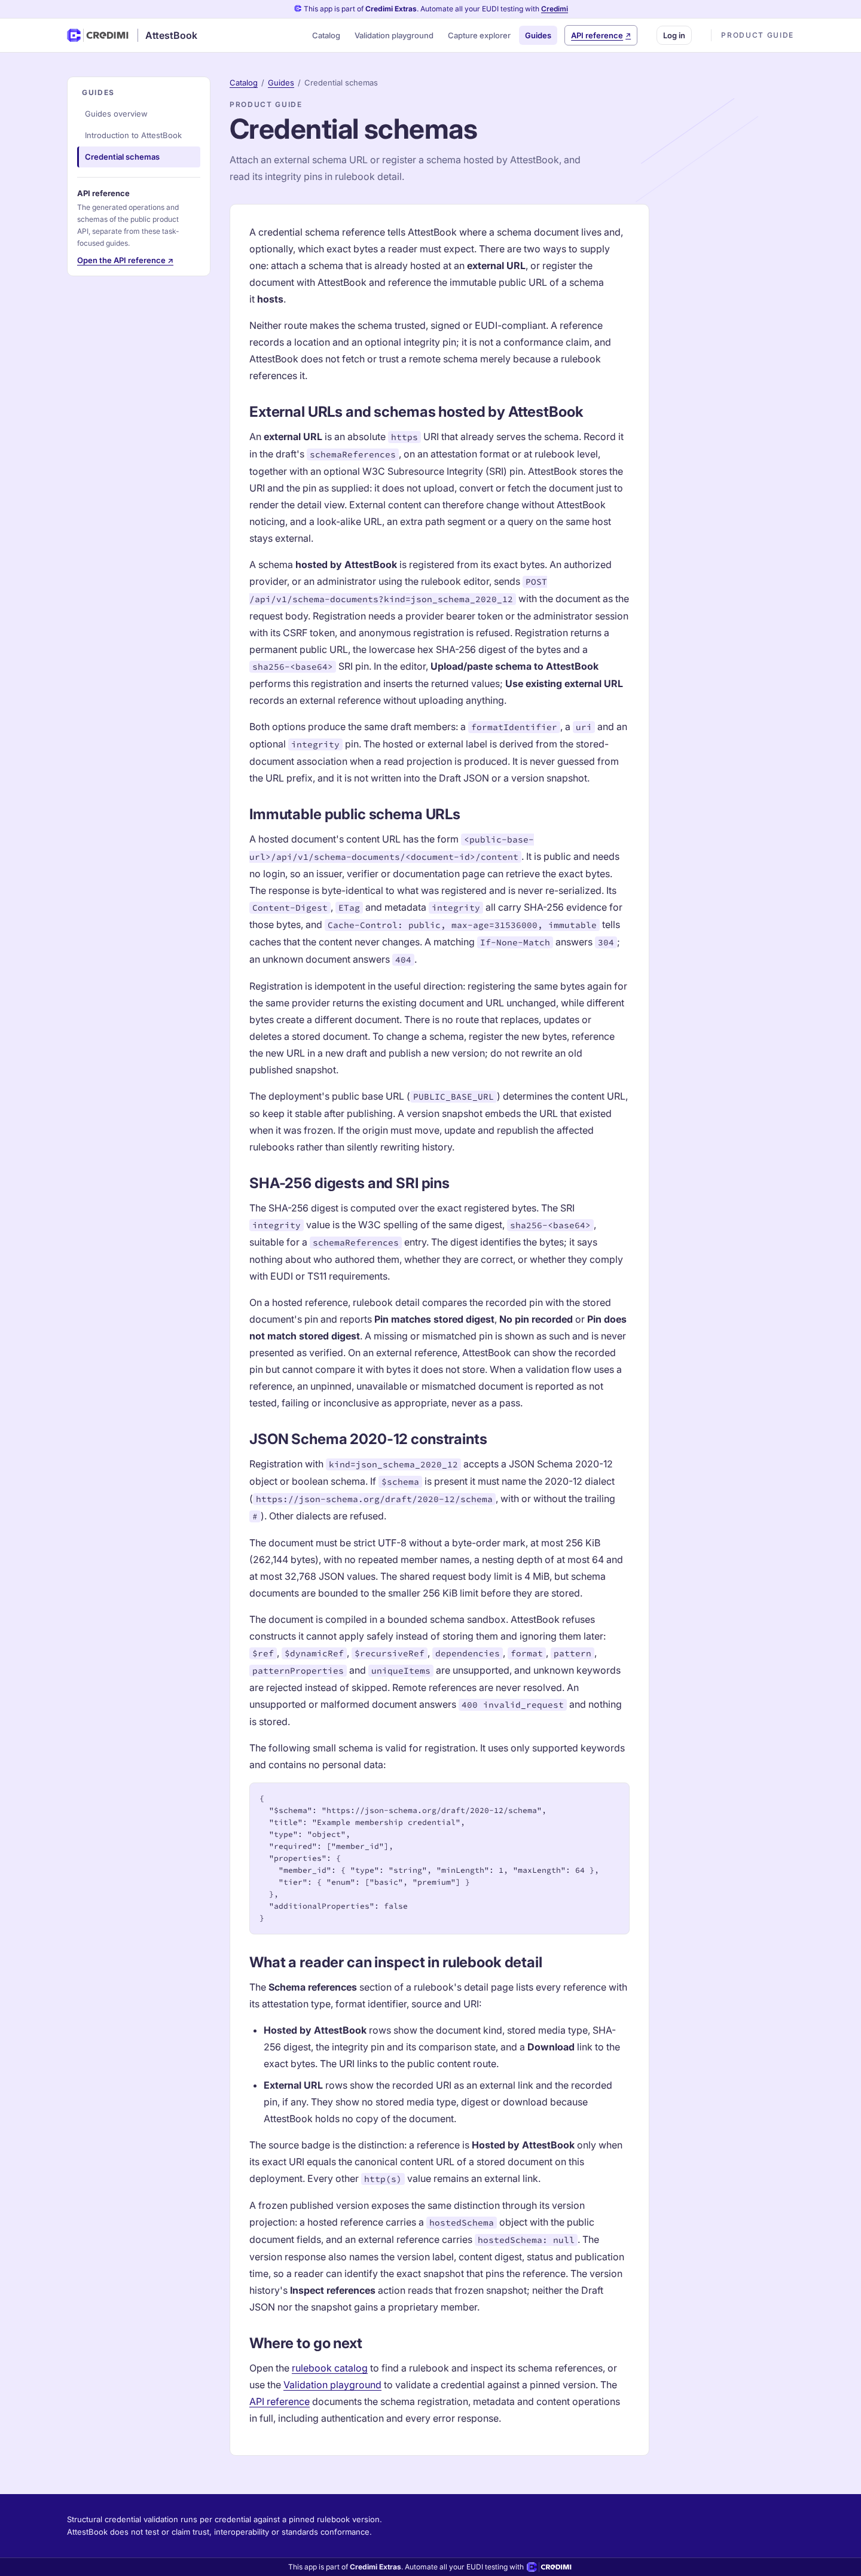 This app is part of Credimi Extras. Automate all your EUDI testing with Credimi
CREDIMI
AttestBook
Catalog
Validation playground
Capture explorer
Guides
API reference ↗
Log in
PRODUCT GUIDE
GUIDES
Guides overview
Introduction to AttestBook
Credential schemas
API reference
The generated operations and
schemas of the public product
API, separate from these task-
focused guides.
Open the API reference ↗
Catalog / Guides / Credential schemas
PRODUCT GUIDE
Credential schemas
Attach an external schema URL or register a schema hosted by AttestBook, and
read its integrity pins in rulebook detail.
A credential schema reference tells AttestBook where a schema document lives and,
optionally, which exact bytes a reader must expect. There are two ways to supply
one: attach a schema that is already hosted at an external URL, or register the
document with AttestBook and reference the immutable public URL of a schema
it hosts.
Neither route makes the schema trusted, signed or EUDI-compliant. A reference
records a location and an optional integrity pin; it is not a conformance claim, and
AttestBook does not fetch or trust a remote schema merely because a rulebook
references it.
External URLs and schemas hosted by AttestBook
An external URL is an absolute https URI that already serves the schema. Record it
in the draft's schemaReferences, on an attestation format or at rulebook level,
together with an optional W3C Subresource Integrity (SRI) pin. AttestBook stores the
URI and the pin as supplied: it does not upload, convert or fetch the document just to
render the detail view. External content can therefore change without AttestBook
noticing, and a look-alike URL, an extra path segment or a query on the same host
stays external.
A schema hosted by AttestBook is registered from its exact bytes. An authorized
provider, or an administrator using the rulebook editor, sends POST
/api/v1/schema-documents?kind=json_schema_2020_12 with the document as the
request body. Registration needs a provider bearer token or the administrator session
with its CSRF token, and anonymous registration is refused. Registration returns a
permanent public URL, the lowercase hex SHA-256 digest of the bytes and a
sha256-<base64> SRI pin. In the editor, Upload/paste schema to AttestBook
performs this registration and inserts the returned values; Use existing external URL
records an external reference without uploading anything.
Both options produce the same draft members: a formatIdentifier, a uri and an
optional integrity pin. The hosted or external label is derived from the stored-
document association when a read projection is produced. It is never guessed from
the URL prefix, and it is not written into the Draft JSON or a version snapshot.
Immutable public schema URLs
A hosted document's content URL has the form <public-base-
url>/api/v1/schema-documents/<document-id>/content. It is public and needs
no login, so an issuer, verifier or documentation page can retrieve the exact bytes.
The response is byte-identical to what was registered and is never re-serialized. Its
Content-Digest, ETag and metadata integrity all carry SHA-256 evidence for
those bytes, and Cache-Control: public, max-age=31536000, immutable tells
caches that the content never changes. A matching If-None-Match answers 304;
an unknown document answers 404.
Registration is idempotent in the useful direction: registering the same bytes again for
the same provider returns the existing document and URL unchanged, while different
bytes create a different document. There is no route that replaces, updates or
deletes a stored document. To change a schema, register the new bytes, reference
the new URL in a new draft and publish a new version; do not rewrite an old
published snapshot.
The deployment's public base URL (PUBLIC_BASE_URL) determines the content URL,
so keep it stable after publishing. A version snapshot embeds the URL that existed
when it was frozen. If the origin must move, update and republish the affected
rulebooks rather than silently rewriting history.
SHA-256 digests and SRI pins
The SHA-256 digest is computed over the exact registered bytes. The SRI
integrity value is the W3C spelling of the same digest, sha256-<base64>,
suitable for a schemaReferences entry. The digest identifies the bytes; it says
nothing about who authored them, whether they are correct, or whether they comply
with EUDI or TS11 requirements.
On a hosted reference, rulebook detail compares the recorded pin with the stored
document's pin and reports Pin matches stored digest, No pin recorded or Pin does
not match stored digest. A missing or mismatched pin is shown as such and is never
presented as verified. On an external reference, AttestBook can show the recorded
pin but cannot compare it with bytes it does not store. When a validation flow uses a
reference, an unpinned, unavailable or mismatched document is reported as not
tested, failing or inconclusive as appropriate, never as a pass.
JSON Schema 2020-12 constraints
Registration with kind=json_schema_2020_12 accepts a JSON Schema 2020-12
object or boolean schema. If $schema is present it must name the 2020-12 dialect
(https://json-schema.org/draft/2020-12/schema, with or without the trailing
#). Other dialects are refused.
The document must be strict UTF-8 without a byte-order mark, at most 256 KiB
(262,144 bytes), with no repeated member names, a nesting depth of at most 64 and
at most 32,768 JSON values. The shared request body limit is 4 MiB, but schema
documents are bounded to the smaller 256 KiB limit before they are stored.
The document is compiled in a bounded schema sandbox. AttestBook refuses
constructs it cannot apply safely instead of storing them and ignoring them later:
$ref, $dynamicRef, $recursiveRef, dependencies, format, pattern,
patternProperties and uniqueItems are unsupported, and unknown keywords
are rejected instead of skipped. Remote references are never resolved. An
unsupported or malformed document answers 400 invalid_request and nothing
is stored.
The following small schema is valid for registration. It uses only supported keywords
and contains no personal data:
{
  "$schema": "https://json-schema.org/draft/2020-12/schema",
  "title": "Example membership credential",
  "type": "object",
  "required": ["member_id"],
  "properties": {
    "member_id": { "type": "string", "minLength": 1, "maxLength": 64 },
    "tier": { "enum": ["basic", "premium"] }
  },
  "additionalProperties": false
}
What a reader can inspect in rulebook detail
The Schema references section of a rulebook's detail page lists every reference with
its attestation type, format identifier, source and URI:
• Hosted by AttestBook rows show the document kind, stored media type, SHA-
256 digest, the integrity pin and its comparison state, and a Download link to the
exact bytes. The URI links to the public content route.
• External URL rows show the recorded URI as an external link and the recorded
pin, if any. They show no stored media type, digest or download because
AttestBook holds no copy of the document.
The source badge is the distinction: a reference is Hosted by AttestBook only when
its exact URI equals the canonical content URL of a stored document on this
deployment. Every other http(s) value remains an external link.
A frozen published version exposes the same distinction through its version
projection: a hosted reference carries a hostedSchema object with the public
document fields, and an external reference carries hostedSchema: null. The
version response also names the version label, content digest, status and publication
time, so a reader can identify the exact snapshot that pins the reference. The version
history's Inspect references action reads that frozen snapshot; neither the Draft
JSON nor the snapshot gains a proprietary member.
Where to go next
Open the rulebook catalog to find a rulebook and inspect its schema references, or
use the Validation playground to validate a credential against a pinned version. The
API reference documents the schema registration, metadata and content operations
in full, including authentication and every error response.
Structural credential validation runs per credential against a pinned rulebook version.
AttestBook does not test or claim trust, interoperability or standards conformance.
This app is part of Credimi Extras. Automate all your EUDI testing with CREDIMI